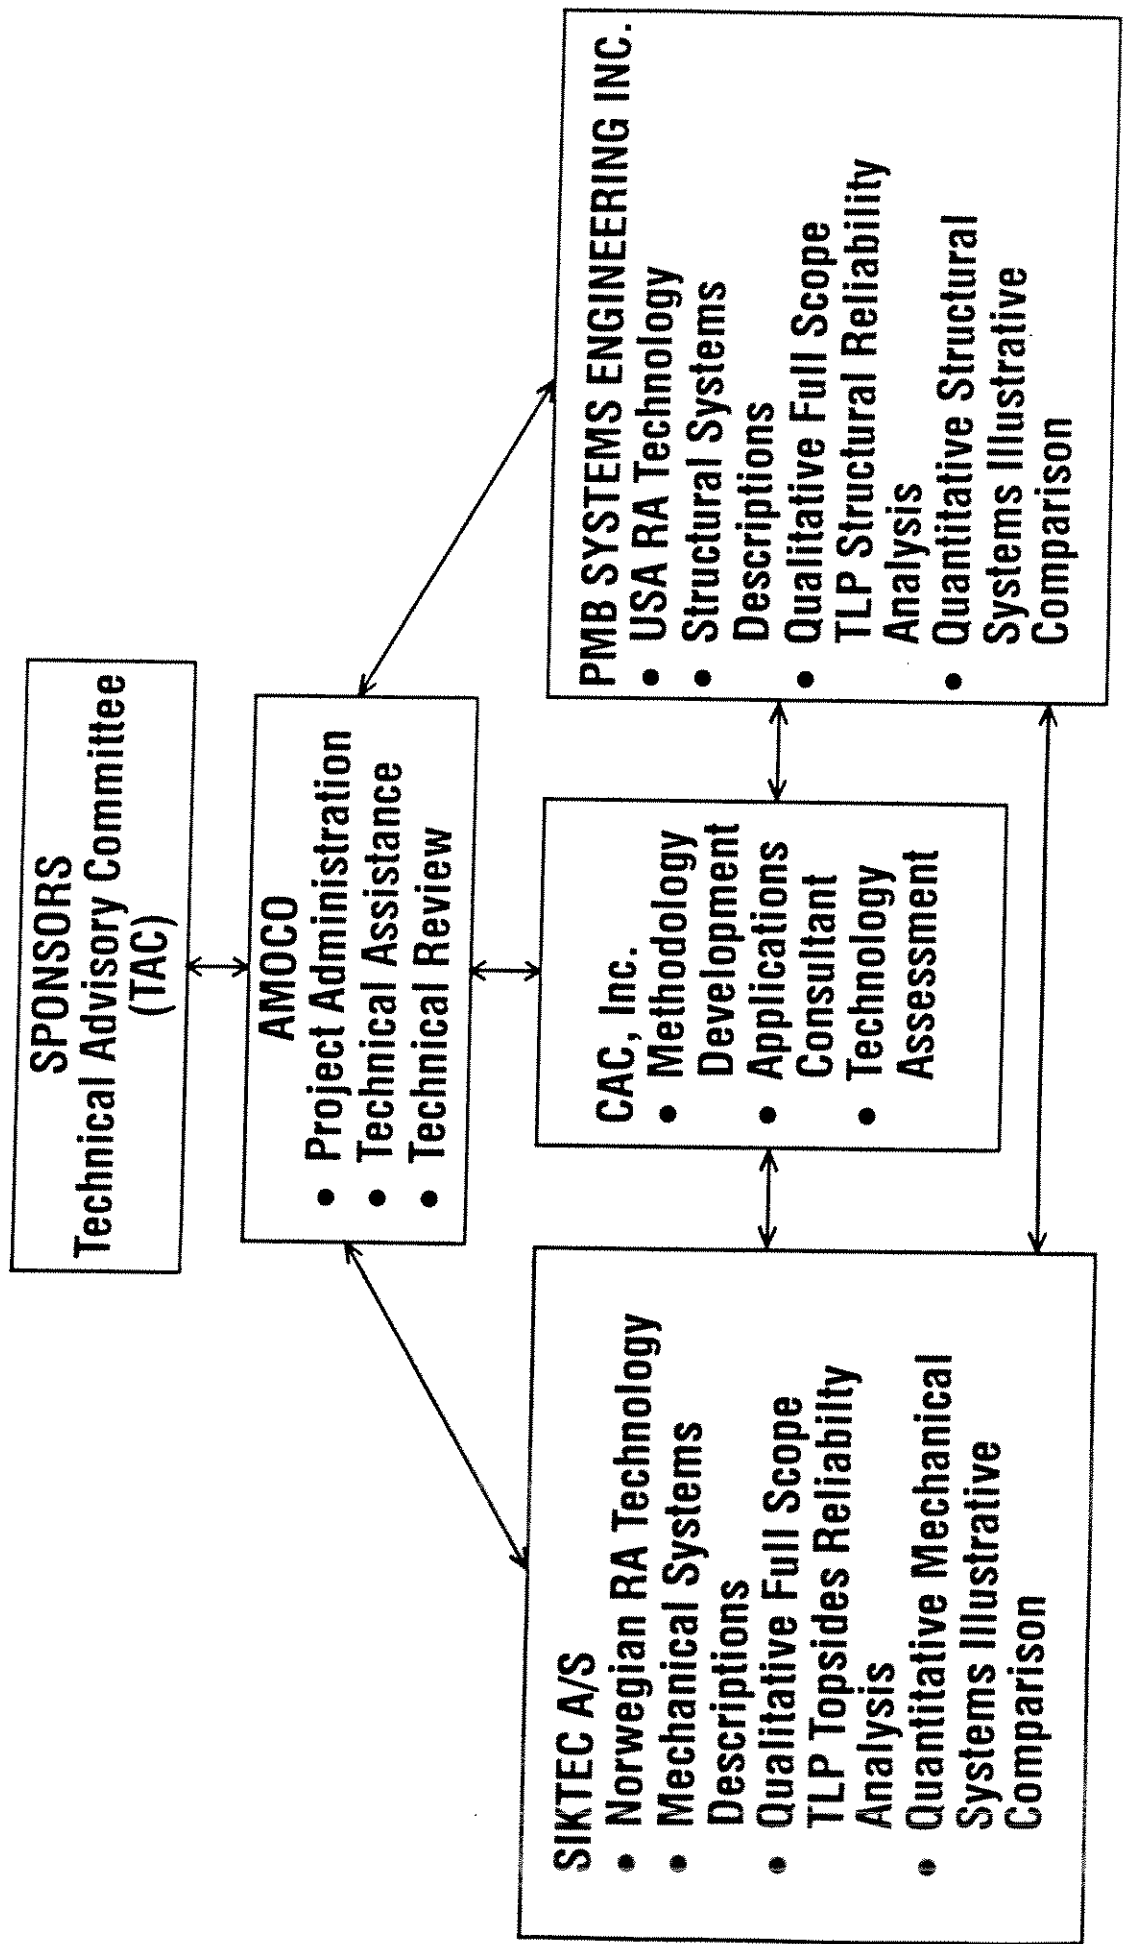 SPONSORS
Technical Advisory Committee
(TAC)
AMOCO
• Project Administration
• Technical Assistance
• Technical Review
SIKTEC A/S
• Norwegian RA Technology
• Mechanical Systems
Descriptions
• Qualitative Full Scope
TLP Topsides Reliabilty
Analysis
• Quantitative Mechanical
Systems Illustrative
Comparison
CAC, Inc.
• Methodology
Development
• Applications
Consultant
• Technology
Assessment
PMB SYSTEMS ENGINEERING INC.
• USA RA Technology
• Structural Systems
Descriptions
• Qualitative Full Scope
TLP Structural Reliability
Analysis
• Quantitative Structural
Systems Illustrative
Comparison